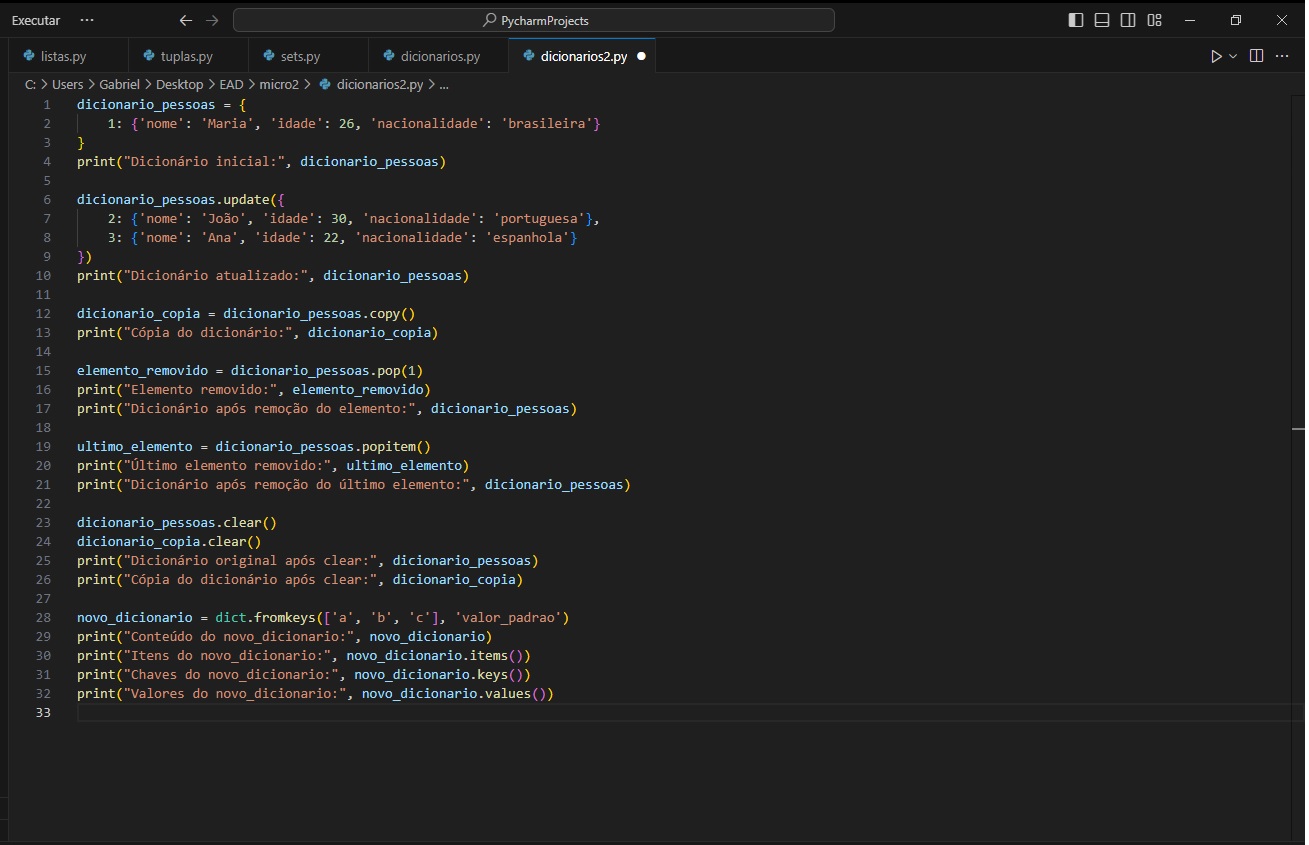 Executar ···
PycharmProjects
listas.py
tuplas.py
sets.py
dicionarios.py
dicionarios2.py
C: > Users > Gabriel > Desktop > EAD > micro2 > dicionarios2.py > ...
1 dicionario_pessoas = {
2     1: {'nome': 'Maria', 'idade': 26, 'nacionalidade': 'brasileira'}
3 }
4 print("Dicionário inicial:", dicionario_pessoas)
5
6 dicionario_pessoas.update({
7     2: {'nome': 'João', 'idade': 30, 'nacionalidade': 'portuguesa'},
8     3: {'nome': 'Ana', 'idade': 22, 'nacionalidade': 'espanhola'}
9 })
10 print("Dicionário atualizado:", dicionario_pessoas)
11
12 dicionario_copia = dicionario_pessoas.copy()
13 print("Cópia do dicionário:", dicionario_copia)
14
15 elemento_removido = dicionario_pessoas.pop(1)
16 print("Elemento removido:", elemento_removido)
17 print("Dicionário após remoção do elemento:", dicionario_pessoas)
18
19 ultimo_elemento = dicionario_pessoas.popitem()
20 print("Último elemento removido:", ultimo_elemento)
21 print("Dicionário após remoção do último elemento:", dicionario_pessoas)
22
23 dicionario_pessoas.clear()
24 dicionario_copia.clear()
25 print("Dicionário original após clear:", dicionario_pessoas)
26 print("Cópia do dicionário após clear:", dicionario_copia)
27
28 novo_dicionario = dict.fromkeys(['a', 'b', 'c'], 'valor_padrao')
29 print("Conteúdo do novo_dicionario:", novo_dicionario)
30 print("Itens do novo_dicionario:", novo_dicionario.items())
31 print("Chaves do novo_dicionario:", novo_dicionario.keys())
32 print("Valores do novo_dicionario:", novo_dicionario.values())
33